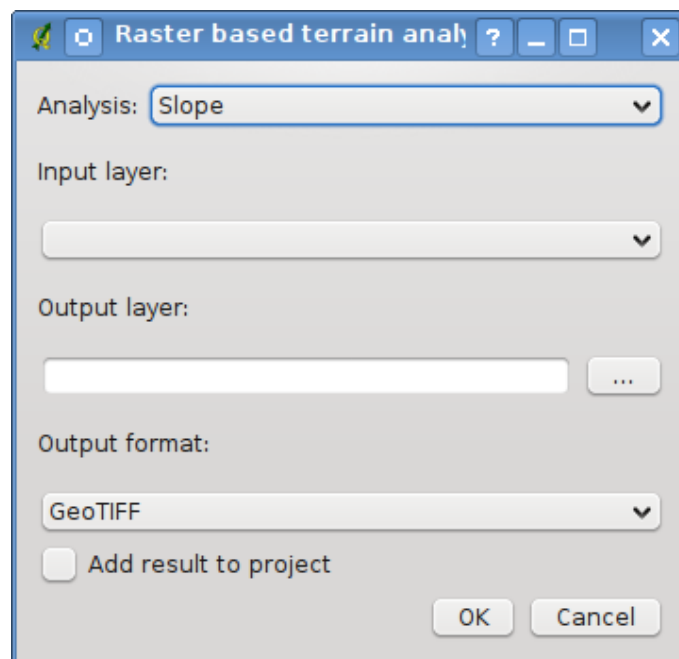 Raster based terrain analy
Analysis: Slope
Input layer:
Output layer:
...
Output format:
GeoTIFF
Add result to project
OK Cancel